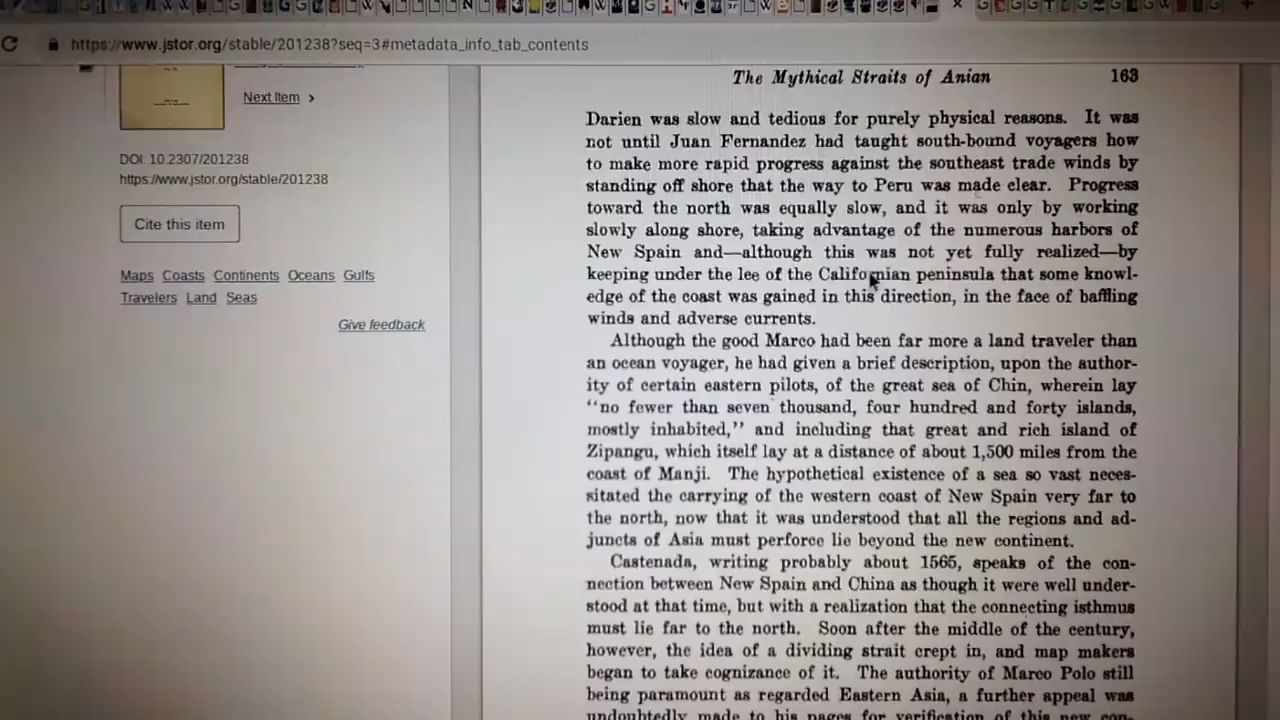 https://www.jstor.org/stable/201238?seq=3#metadata_info_tab_contents
Next Item >
DOI: 10.2307/201238
https://www.jstor.org/stable/201238
Cite this item
Maps Coasts Continents Oceans Gulfs
Travelers Land Seas
Give feedback
The Mythical Straits of Anian 163
Darien was slow and tedious for purely physical reasons. It was
not until Juan Fernandez had taught south-bound voyagers how
to make more rapid progress against the southeast trade winds by
standing off shore that the way to Peru was made clear. Progress
toward the north was equally slow, and it was only by working
slowly along shore, taking advantage of the numerous harbors of
New Spain and—although this was not yet fully realized—by
keeping under the lee of the Californian peninsula that some knowl-
edge of the coast was gained in this direction, in the face of baffling
winds and adverse currents.
Although the good Marco had been far more a land traveler than
an ocean voyager, he had given a brief description, upon the author-
ity of certain eastern pilots, of the great sea of Chin, wherein lay
“no fewer than seven thousand, four hundred and forty islands,
mostly inhabited,” and including that great and rich island of
Zipangu, which itself lay at a distance of about 1,500 miles from the
coast of Manji. The hypothetical existence of a sea so vast neces-
sitated the carrying of the western coast of New Spain very far to
the north, now that it was understood that all the regions and ad-
juncts of Asia must perforce lie beyond the new continent.
Castenada, writing probably about 1565, speaks of the con-
nection between New Spain and China as though it were well under-
stood at that time, but with a realization that the connecting isthmus
must lie far to the north. Soon after the middle of the century,
however, the idea of a dividing strait crept in, and map makers
began to take cognizance of it. The authority of Marco Polo still
being paramount as regarded Eastern Asia, a further appeal was
undoubtedly made to his pages for verification of this new con-